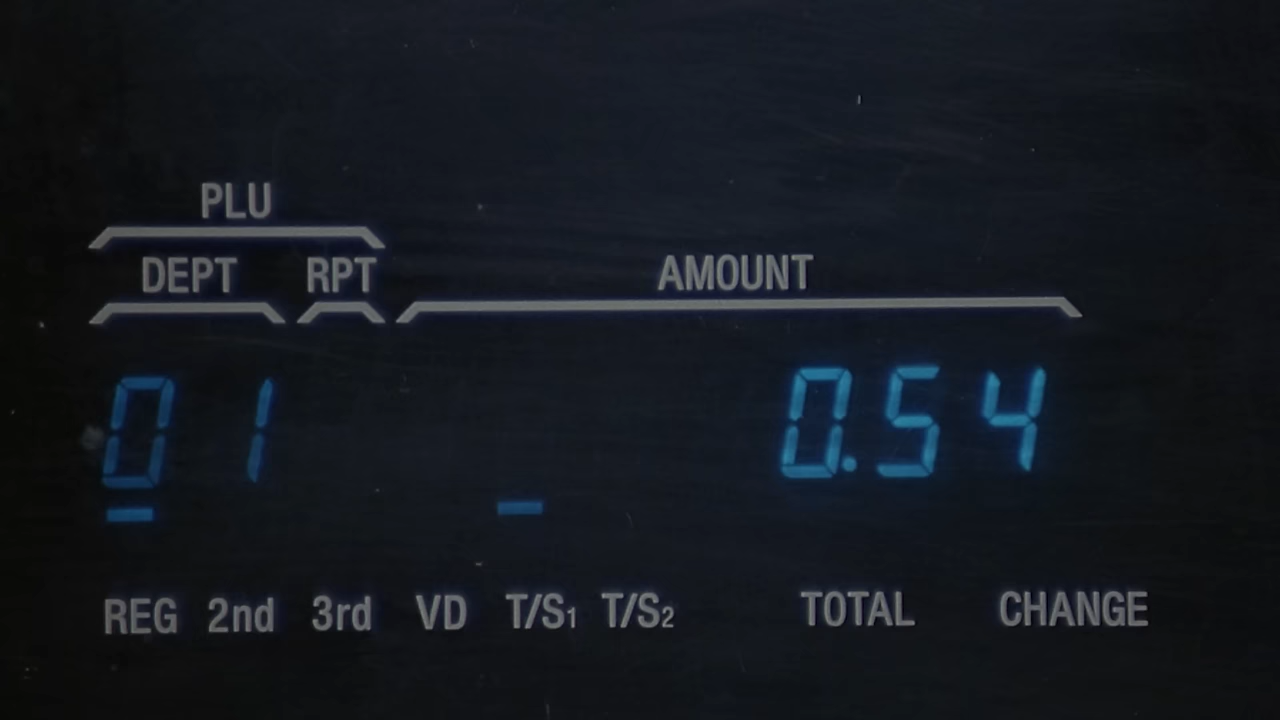 PLU
DEPT RPT AMOUNT
01 0.54
REG 2nd 3rd VD T/S1 T/S2 TOTAL CHANGE